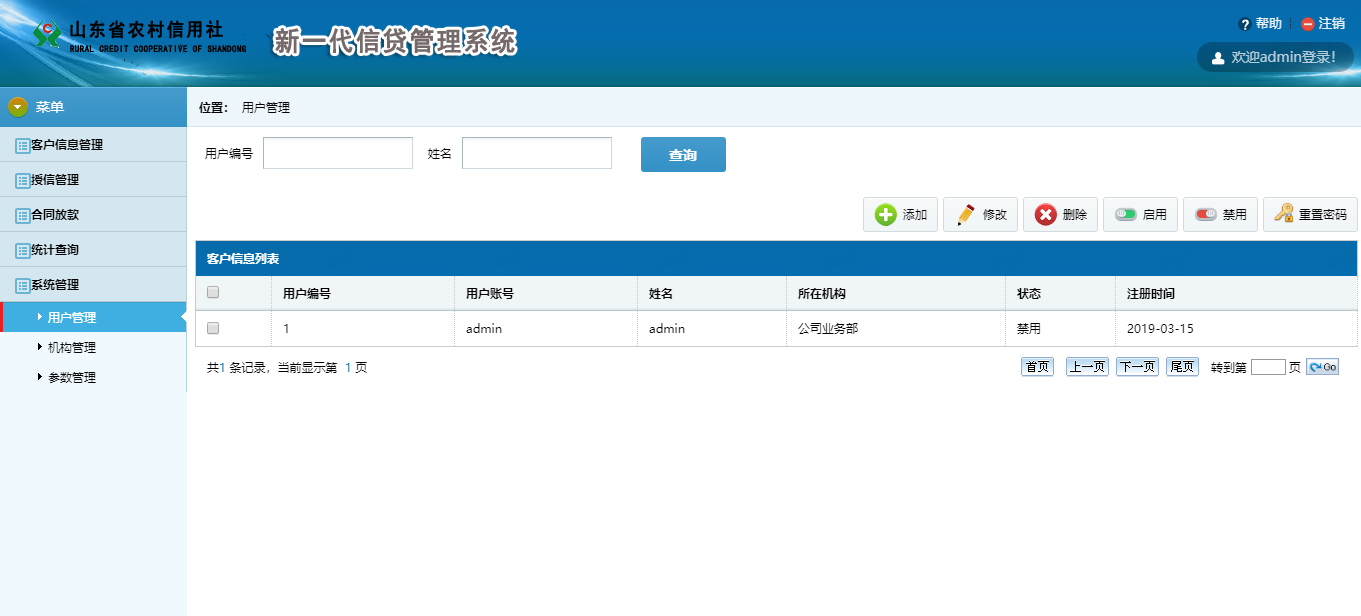 山东省农村信用社
RURAL CREDIT COOPERATIVE OF SHANDONG
新一代信贷管理系统
帮助 注销
欢迎admin登录!
菜单
位置： 用户管理
客户信息管理
授信管理
合同放款
统计查询
系统管理
用户管理
机构管理
参数管理
用户编号 姓名 查询
添加 修改 删除 启用 禁用 重置密码
客户信息列表
用户编号 用户账号 姓名 所在机构 状态 注册时间
1 admin admin 公司业务部 禁用 2019-03-15
共1 条记录，当前显示第 1 页 首页 上一页 下一页 尾页 转到第 页 Go